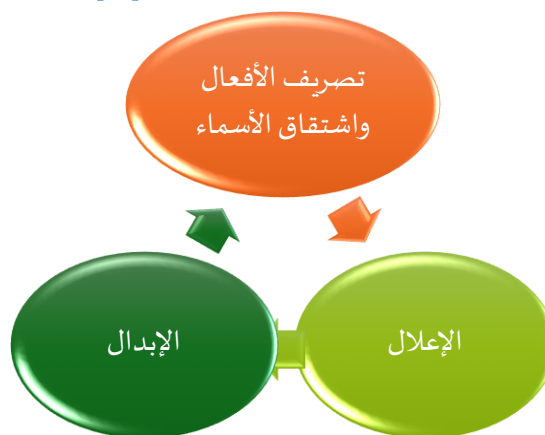 تصريف الأفعال
واشتقاق الأسماء
الإعلال
الإبدال